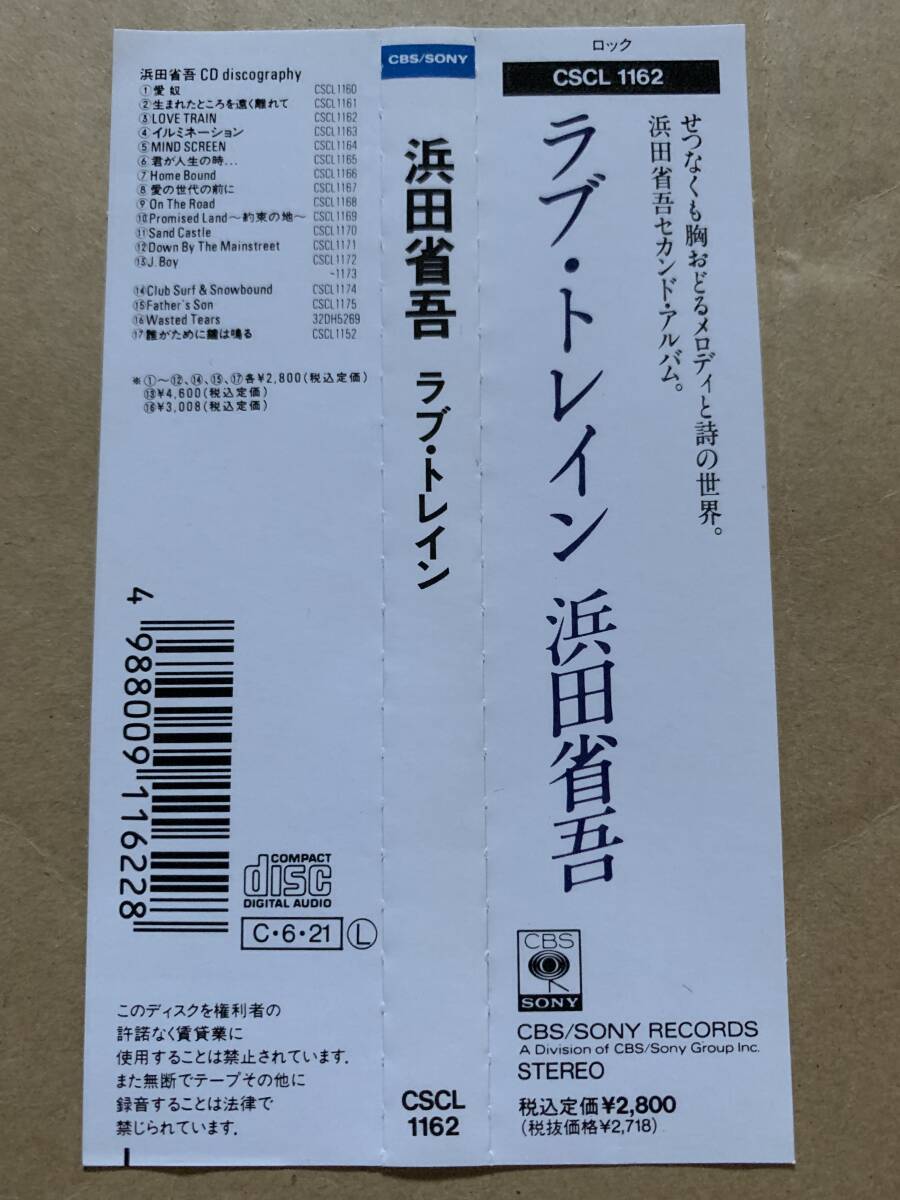 浜田省吾 CD discography
①愛奴 CSCL1160
②生まれたところを遠く離れて CSCL1161
③LOVE TRAIN CSCL1162
④イルミネーション CSCL1163
⑤MIND SCREEN CSCL1164
⑥君が人生の時... CSCL1165
⑦Home Bound CSCL1166
⑧愛の世代の前に CSCL1167
⑨On The Road CSCL1168
⑩Promised Land〜約束の地〜 CSCL1169
⑪Sand Castle CSCL1170
⑫Down By The Mainstreet CSCL1171
⑬J. Boy CSCL1172
-1173
⑭Club Surf & Snowbound CSCL1174
⑮Father's Son CSCL1175
⑯Wasted Tears 32DH5269
⑰誰がために鐘は鳴る CSCL1152
※①〜⑫、⑭、⑮、⑰各¥2,800(税込定価)
⑬¥4,600(税込定価)
⑯¥3,008(税込定価)
4 988009 116228
COMPACT
disc
DIGITAL AUDIO
C・6・21 L
このディスクを権利者の
許諾なく賃貸業に
使用することは禁止されています.
また無断でテープその他に
録音することは法律で
禁じられています.
CBS/SONY
浜田省吾 ラブ・トレイン
CSCL
1162
ロック
CSCL 1162
せつなくも胸おどるメロディと詩の世界。
浜田省吾セカンド・アルバム。
ラブ・トレイン 浜田省吾
CBS
SONY
CBS/SONY RECORDS
A Division of CBS/Sony Group Inc.
STEREO
税込定価¥2,800
(税抜価格¥2,718)